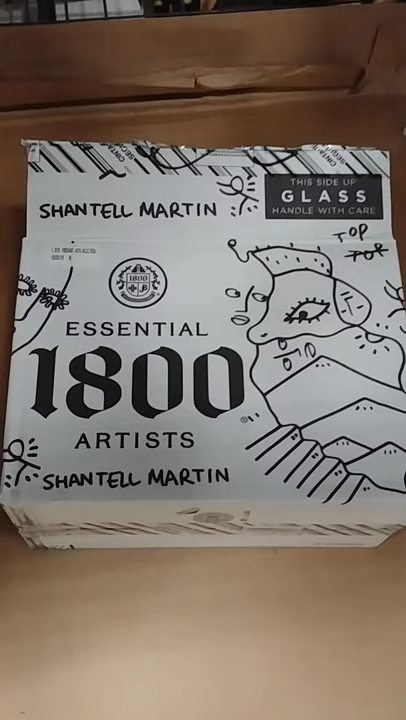 THIS SIDE UP
GLASS
HANDLE WITH CARE
SHANTELL MARTIN
TOP
TOP
1800
ESSENTIAL
1800
ARTISTS
SHANTELL MARTIN